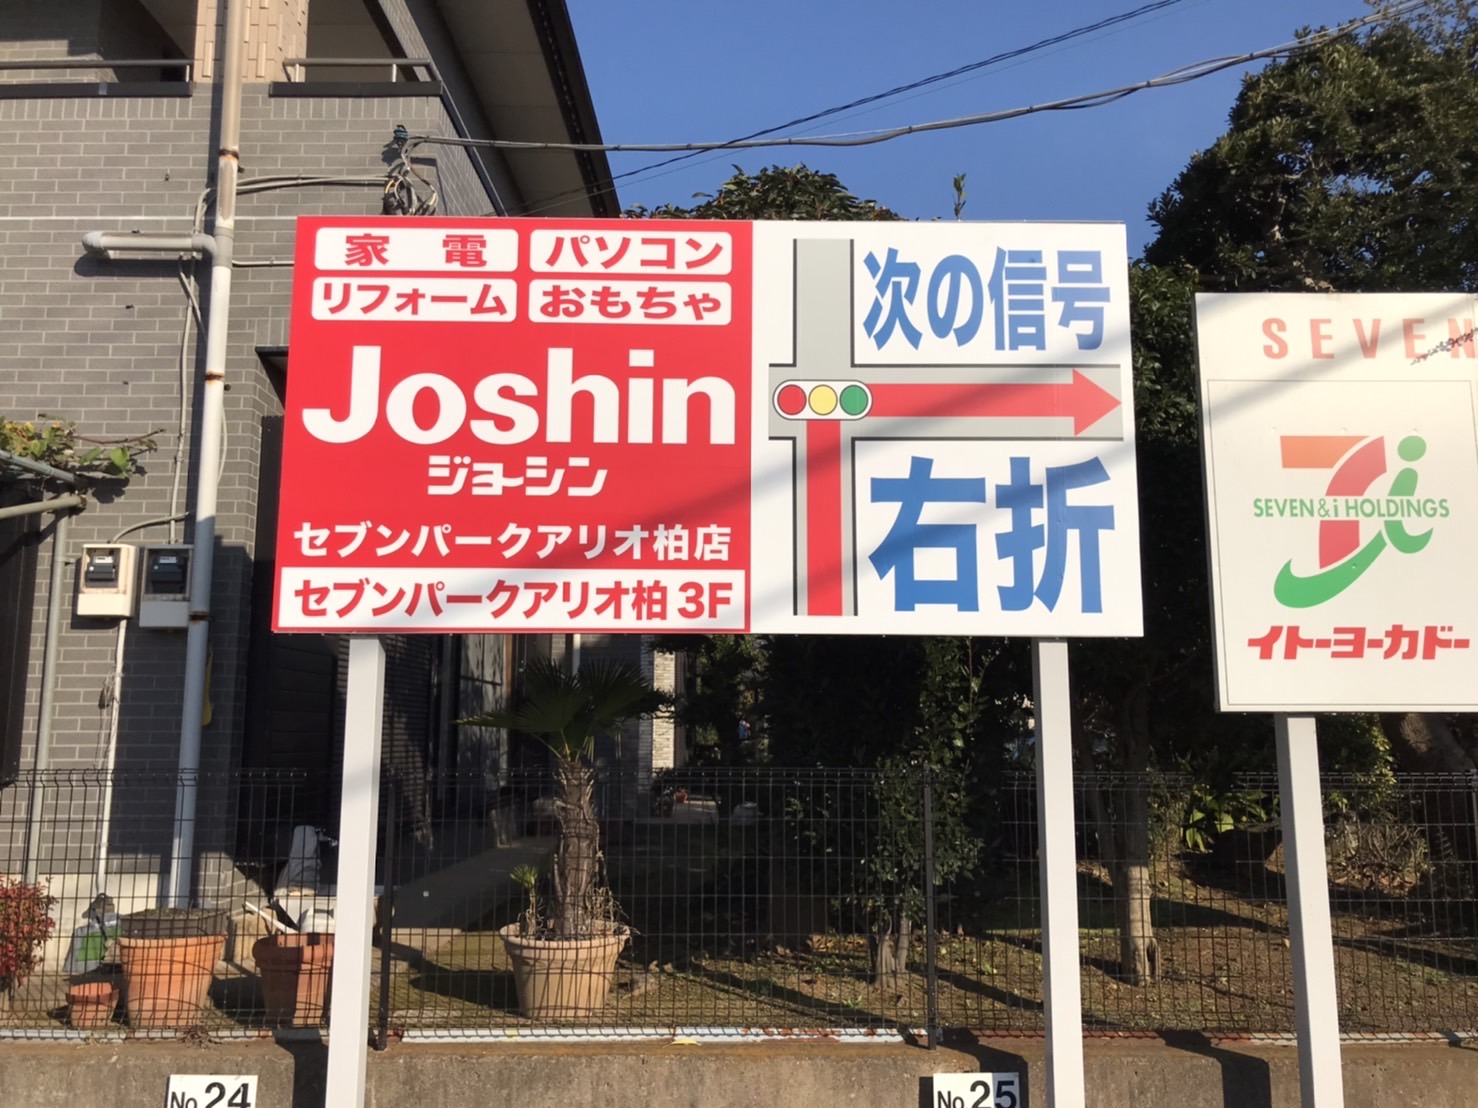 家電 パソコン
リフォーム おもちゃ
Joshin
ジョーシン
セブンパークアリオ柏店
セブンパークアリオ柏 3F
次の信号
右折
SEVEN
SEVEN&i HOLDINGS
イトーヨーカドー
No 24
No 25